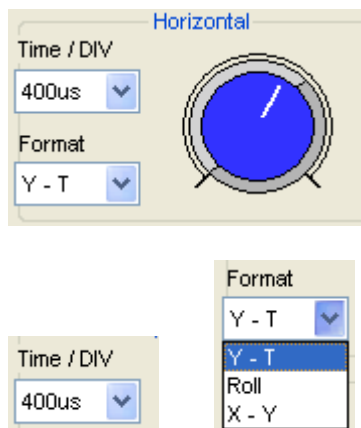 Horizontal
Time / DIV
400us
Format
Y - T
Time / DIV
400us
Format
Y - T
Y - T
Roll
X - Y